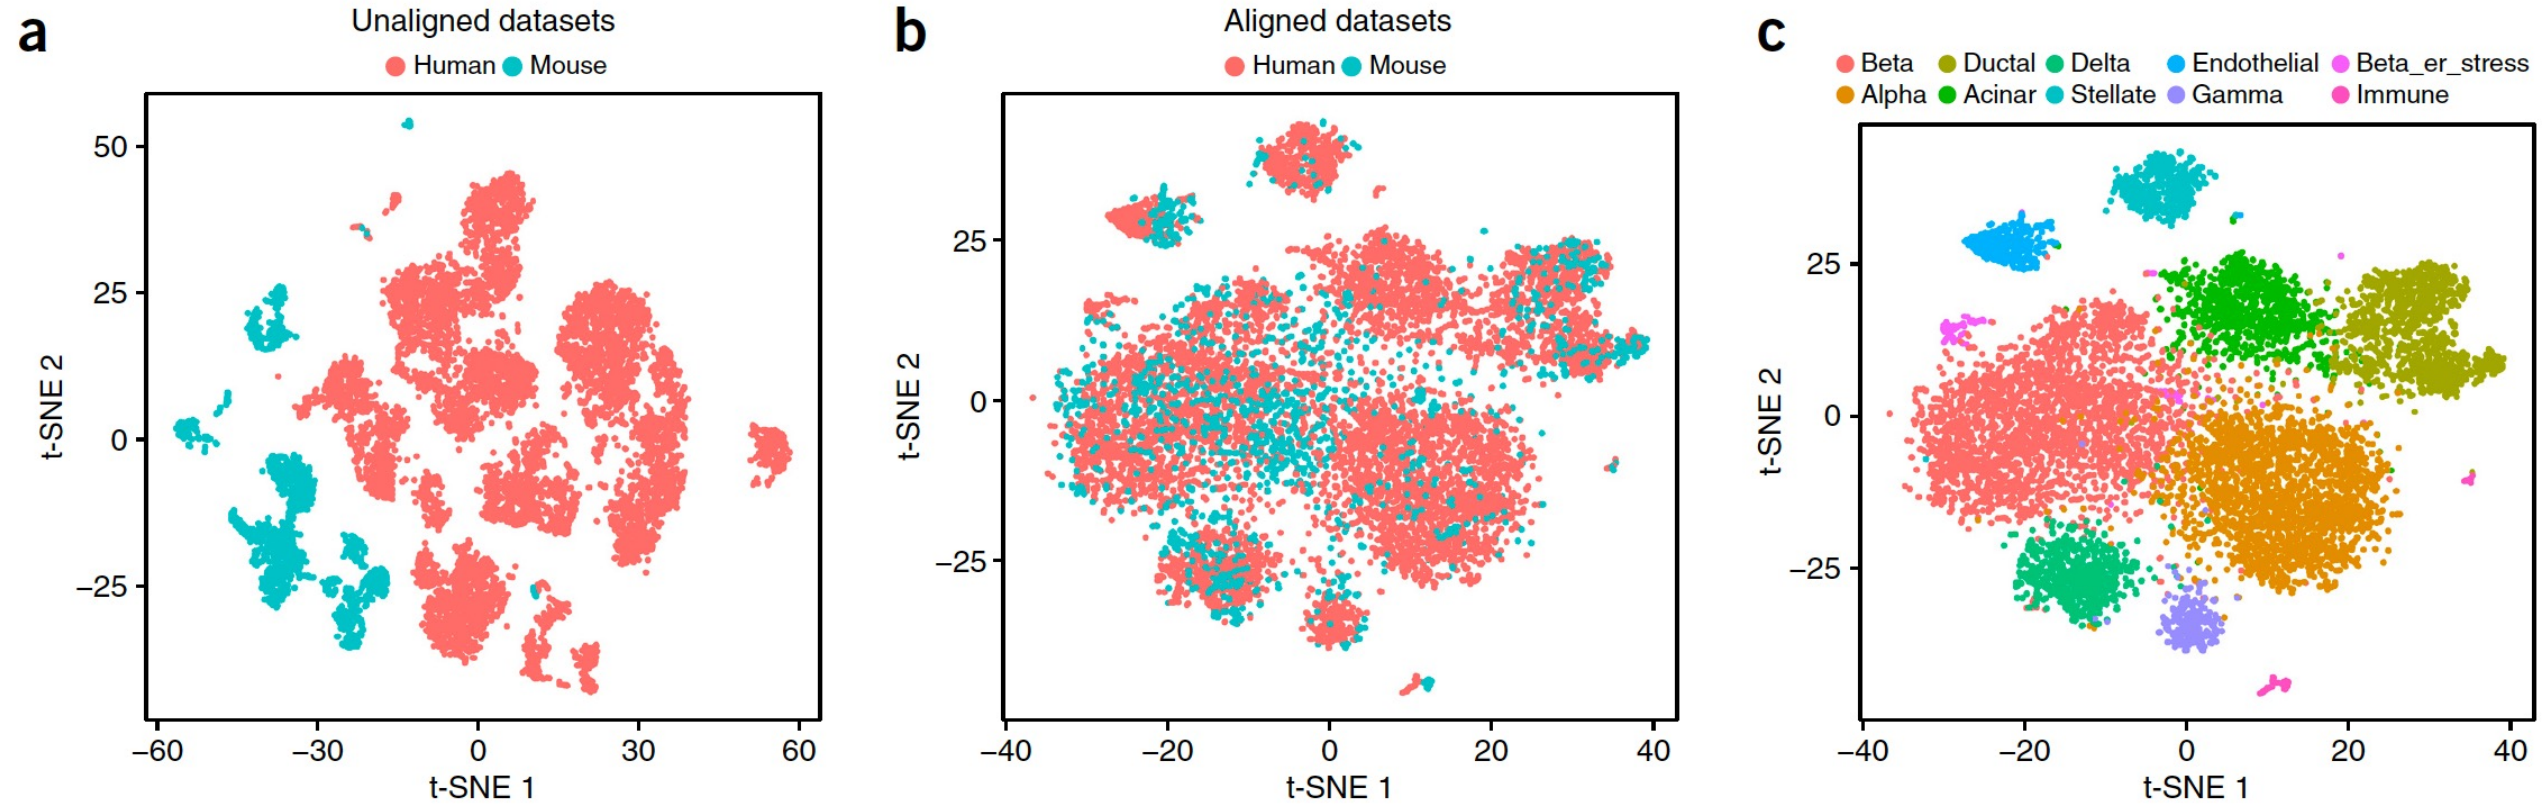 a
Unaligned datasets
Human Mouse
50
25
0
−25
t-SNE 2
−60 −30 0 30 60
t-SNE 1
b
Aligned datasets
Human Mouse
25
0
−25
t-SNE 2
−40 −20 0 20 40
t-SNE 1
c
Beta Ductal Delta Endothelial Beta_er_stress
Alpha Acinar Stellate Gamma Immune
25
0
−25
t-SNE 2
−40 −20 0 20 40
t-SNE 1